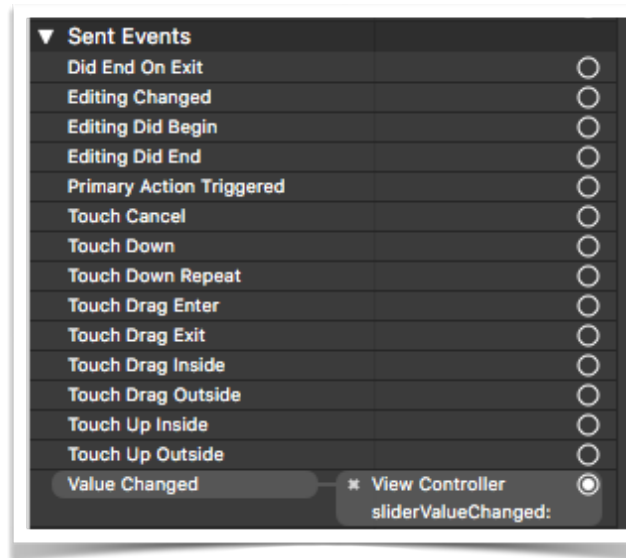 Sent Events
Did End On Exit
Editing Changed
Editing Did Begin
Editing Did End
Primary Action Triggered
Touch Cancel
Touch Down
Touch Down Repeat
Touch Drag Enter
Touch Drag Exit
Touch Drag Inside
Touch Drag Outside
Touch Up Inside
Touch Up Outside
Value Changed View Controller
sliderValueChanged: